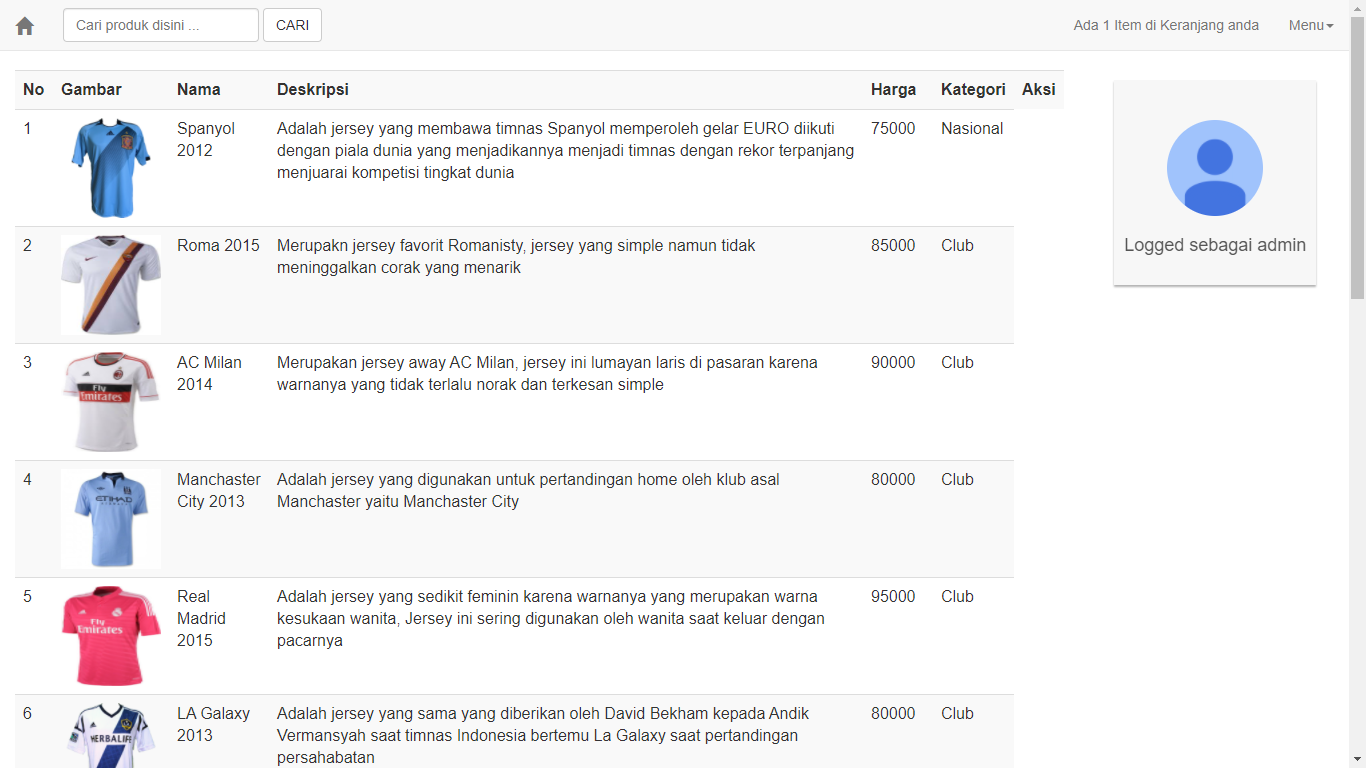 Cari produk disini ... CARI Ada 1 Item di Keranjang anda Menu
No Gambar Nama Deskripsi Harga Kategori Aksi
1 Spanyol 2012 Adalah jersey yang membawa timnas Spanyol memperoleh gelar EURO diikuti 75000 Nasional
dengan piala dunia yang menjadikannya menjadi timnas dengan rekor terpanjang
menjuarai kompetisi tingkat dunia
2 Roma 2015 Merupakn jersey favorit Romanisty, jersey yang simple namun tidak 85000 Club
meninggalkan corak yang menarik
Logged sebagai admin
3 AC Milan 2014 Merupakan jersey away AC Milan, jersey ini lumayan laris di pasaran karena 90000 Club
warnanya yang tidak terlalu norak dan terkesan simple
Fly
Emirates
4 Manchaster City 2013 Adalah jersey yang digunakan untuk pertandingan home oleh klub asal 80000 Club
Manchaster yaitu Manchaster City
ETIHAD
5 Real Madrid 2015 Adalah jersey yang sedikit feminin karena warnanya yang merupakan warna 95000 Club
kesukaan wanita, Jersey ini sering digunakan oleh wanita saat keluar dengan
pacarnya
Fly
Emirates
6 LA Galaxy 2013 Adalah jersey yang sama yang diberikan oleh David Bekham kepada Andik 80000 Club
Vermansyah saat timnas Indonesia bertemu La Galaxy saat pertandingan
persahabatan
HERBALIFE